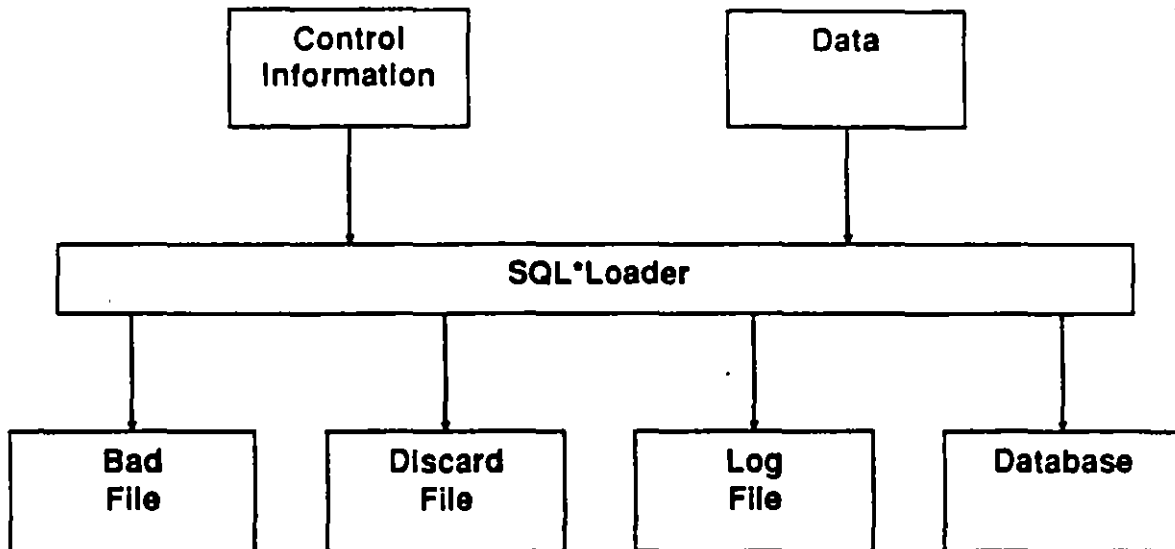 Control
Information
Data
SQL*Loader
Bad
File
Discard
File
Log
File
Database